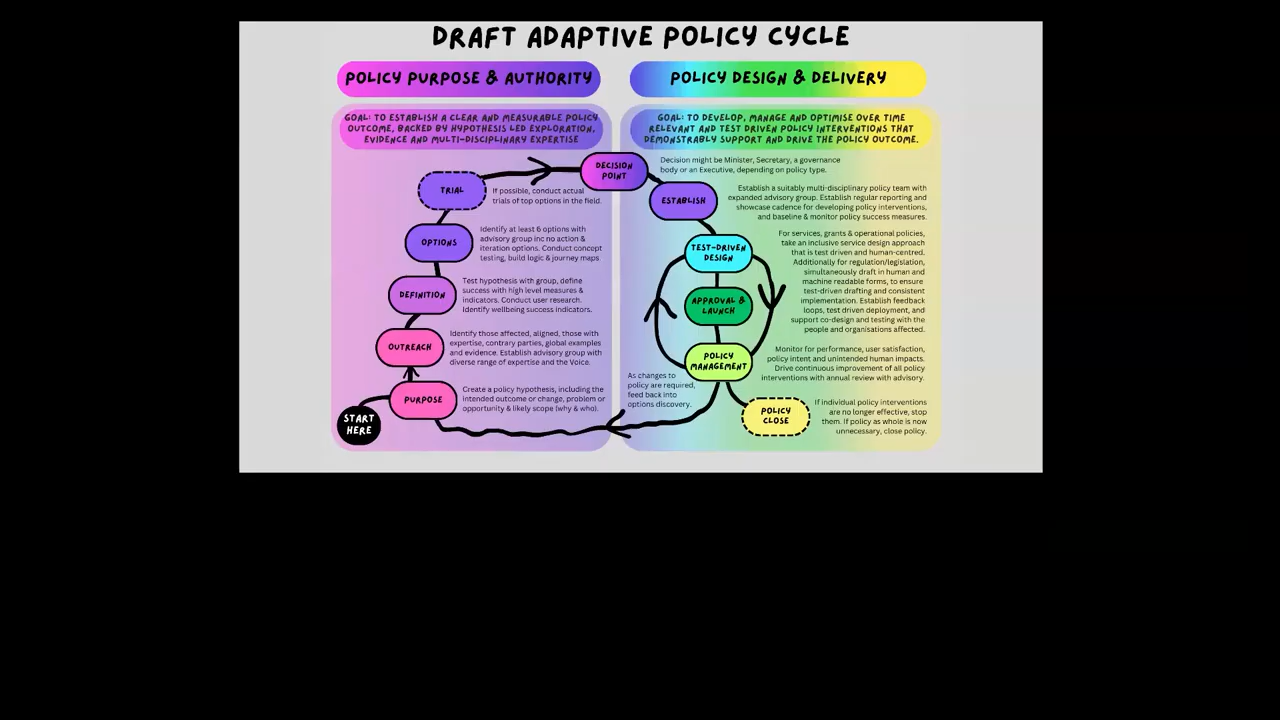 DRAFT ADAPTIVE POLICY CYCLE
POLICY PURPOSE & AUTHORITY
GOAL: TO ESTABLISH A CLEAR AND MEASURABLE POLICY
OUTCOME, BACKED BY HYPOTHESIS LED EXPLORATION,
EVIDENCE AND MULTI-DISCIPLINARY EXPERTISE
TRIAL
If possible, conduct actual
trials of top options in the field.
OPTIONS
Identify at least 6 options with
advisory group inc no action &
iteration options. Conduct concept
testing, build logic & journey maps
DEFINITION
Test hypothesis with group, define
success with high level measures &
indicators. Conduct user research.
Identify wellbeing success indicators.
OUTREACH
Identify those affected, aligned, those with
expertise, contrary parties, global examples
and evidence. Establish advisory group with
diverse range of expertise and the Voice.
PURPOSE
Create a policy hypothesis, including the
intended outcome or change, problem or
opportunity & likely scope (why & who).
START
HERE
POLICY DESIGN & DELIVERY
GOAL: TO DEVELOP, MANAGE AND OPTIMISE OVER TIME
RELEVANT AND TEST DRIVEN POLICY INTERVENTIONS THAT
DEMONSTRABLY SUPPORT AND DRIVE THE POLICY OUTCOME.
DECISION
POINT
Decision might be Minister, Secretary, a governance
body or an Executive, depending on policy type.
ESTABLISH
Establish a suitably multi-disciplinary policy team with
expanded advisory group. Establish regular reporting and
showcase cadence for developing policy interventions,
and baseline & monitor policy success measures.
TEST-DRIVEN
DESIGN
For services, grants & operational policies,
take an inclusive service design approach
that is test driven and human-centred.
Additionally for regulation/legislation,
simultaneously draft in human and
machine readable forms, to ensure
test-driven drafting and consistent
implementation. Establish feedback
loops, test driven deployment, and
support co-design and testing with the
people and organisations affected.
APPROVAL &
LAUNCH
POLICY
MANAGEMENT
Monitor for performance, user satisfaction,
policy intent and unintended human impacts.
Drive continuous improvement of all policy
interventions with annual review with advisory.
As changes to
policy are required,
feed back into
options discovery.
POLICY
CLOSE
If individual policy interventions
are no longer effective, stop
them. If policy as whole is now
unnecessary, close policy.